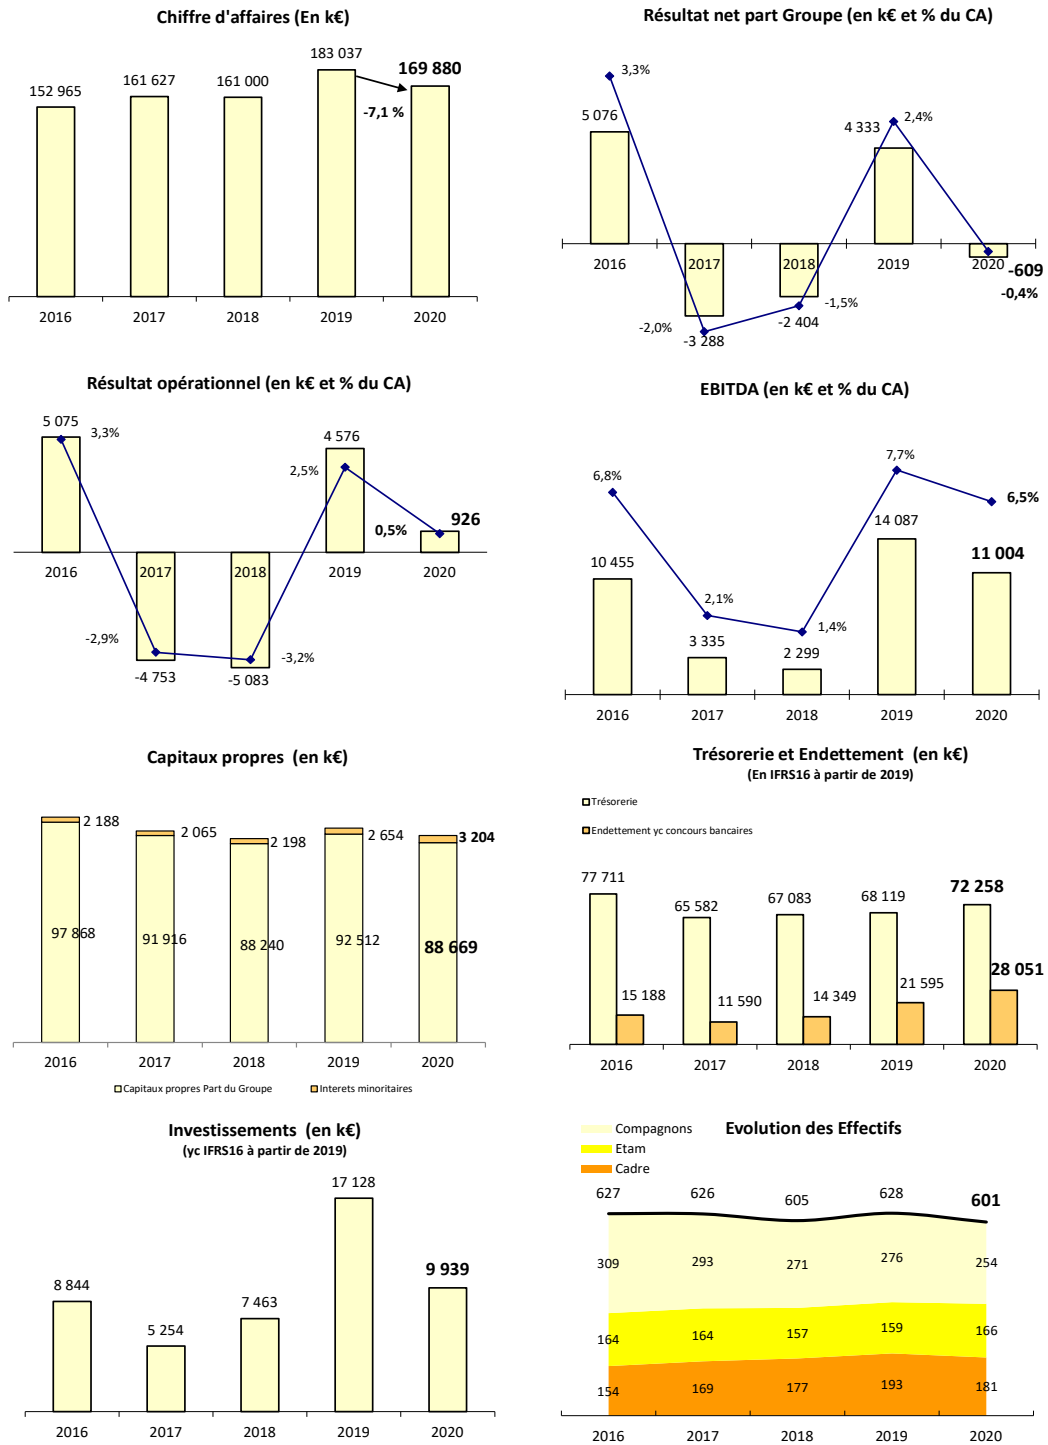 Chiffre d'affaires (En k€)
183 037
169 880
161 627
161 000
152 965
-7,1 %
2016 2017 2018 2019 2020
Résultat net part Groupe (en k€ et % du CA)
3,3%
5 076
4 333
2,4%
2016 2017 2018 2019 2020
-609
-0,4%
-1,5%
-2,0%
-2 404
-3 288
Résultat opérationnel (en k€ et % du CA)
5 075
3,3%
4 576
2,5%
0,5%
926
2016 2017 2018 2019 2020
-2,9%
-3,2%
-4 753
-5 083
EBITDA (en k€ et % du CA)
7,7%
6,8%
6,5%
14 087
11 004
10 455
2,1%
1,4%
3 335
2 299
2016 2017 2018 2019 2020
Capitaux propres (en k€)
2 188
2 065
2 198
2 654
3 204
97 868
91 916
88 240
92 512
88 669
2016 2017 2018 2019 2020
Capitaux propres Part du Groupe
Interets minoritaires
Trésorerie et Endettement (en k€)
(En IFRS16 à partir de 2019)
Trésorerie
Endettement yc concours bancaires
77 711
65 582
67 083
68 119
72 258
15 188
11 590
14 349
21 595
28 051
2016 2017 2018 2019 2020
Investissements (en k€)
(yc IFRS16 à partir de 2019)
17 128
8 844
5 254
7 463
9 939
2016 2017 2018 2019 2020
Evolution des Effectifs
Compagnons
Etam
Cadre
627 626 605 628 601
309 293 271 276 254
164 164 157 159 166
154 169 177 193 181
2016 2017 2018 2019 2020